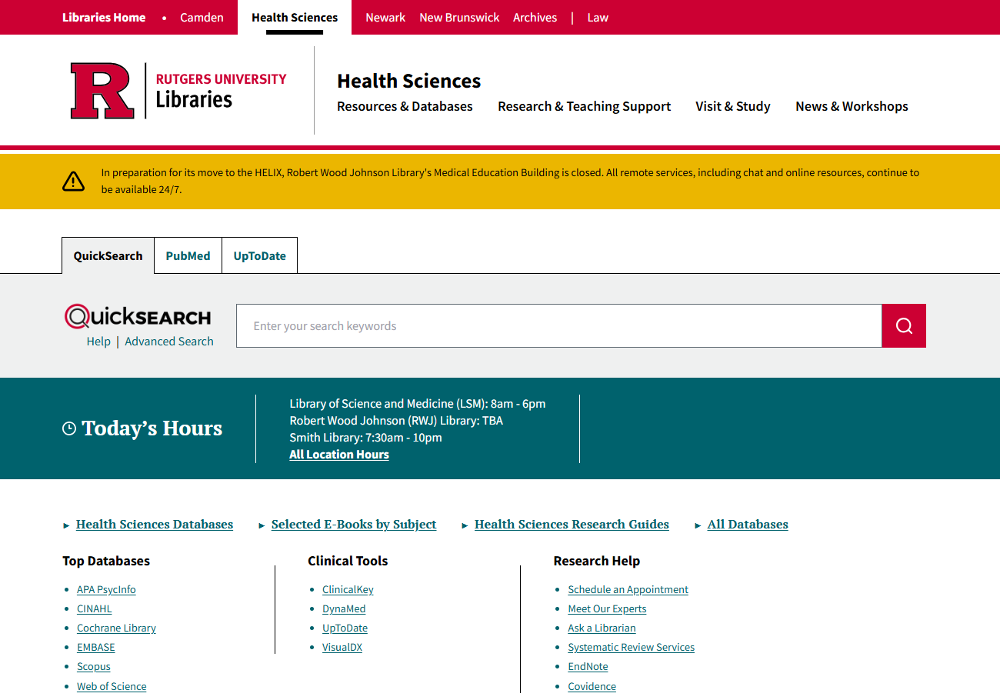 Libraries Home • Camden Health Sciences Newark New Brunswick Archives | Law
R
RUTGERS UNIVERSITY
Libraries
Health Sciences
Resources & Databases Research & Teaching Support Visit & Study News & Workshops
In preparation for its move to the HELIX, Robert Wood Johnson Library's Medical Education Building is closed. All remote services, including chat and online resources, continue to
be available 24/7.
QuickSearch PubMed UpToDate
QuickSEARCH
Help | Advanced Search
Enter your search keywords
Today’s Hours
Library of Science and Medicine (LSM): 8am - 6pm
Robert Wood Johnson (RWJ) Library: TBA
Smith Library: 7:30am - 10pm
All Location Hours
► Health Sciences Databases ► Selected E-Books by Subject ► Health Sciences Research Guides ► All Databases
Top Databases
• APA PsycInfo
• CINAHL
• Cochrane Library
• EMBASE
• Scopus
• Web of Science
Clinical Tools
• ClinicalKey
• DynaMed
• UpToDate
• VisualDX
Research Help
• Schedule an Appointment
• Meet Our Experts
• Ask a Librarian
• Systematic Review Services
• EndNote
• Covidence